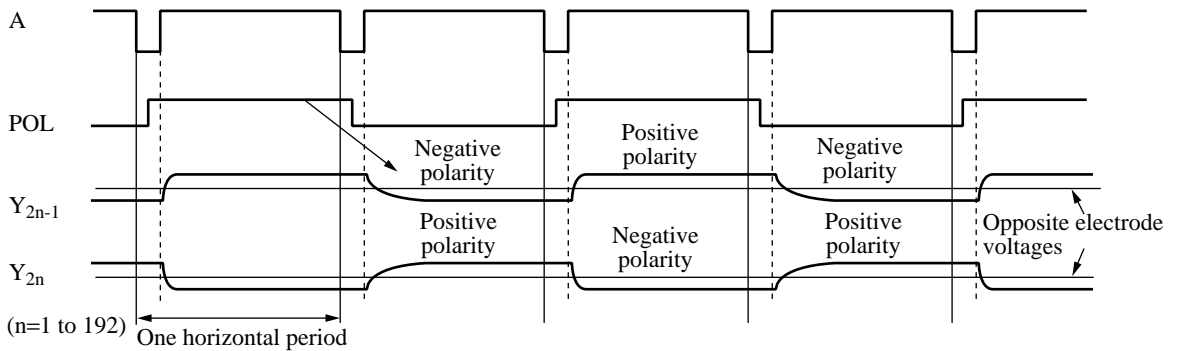 A
POL
Negative
polarity
Positive
polarity
Negative
polarity
Y2n-1
Positive
polarity
Negative
polarity
Positive
polarity
Opposite electrode
voltages
Y2n
(n=1 to 192)
One horizontal period